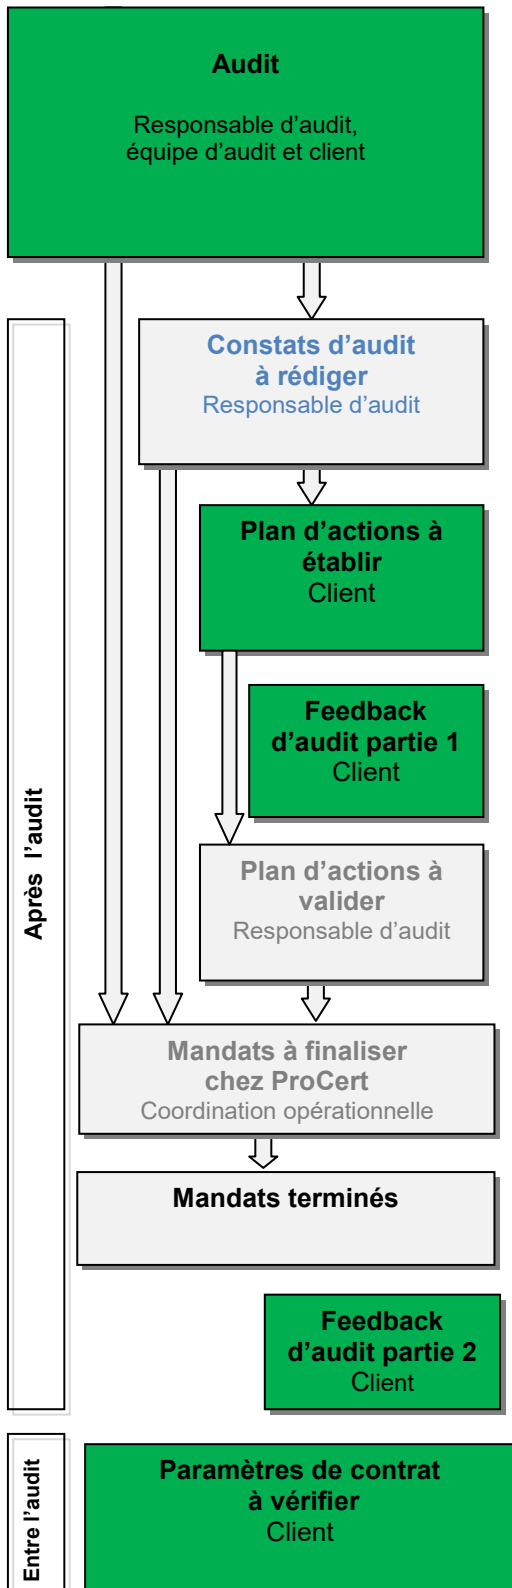 Audit
Responsable d'audit,
équipe d'audit et client
Après l'audit
Constats d'audit
à rédiger
Responsable d'audit
Plan d'actions à
établir
Client
Feedback
d'audit partie 1
Client
Plan d'actions à
valider
Responsable d'audit
Mandats à finaliser
chez ProCert
Coordination opérationnelle
Mandats terminés
Feedback
d'audit partie 2
Client
Entre l'audit
Paramètres de contrat
à vérifier
Client